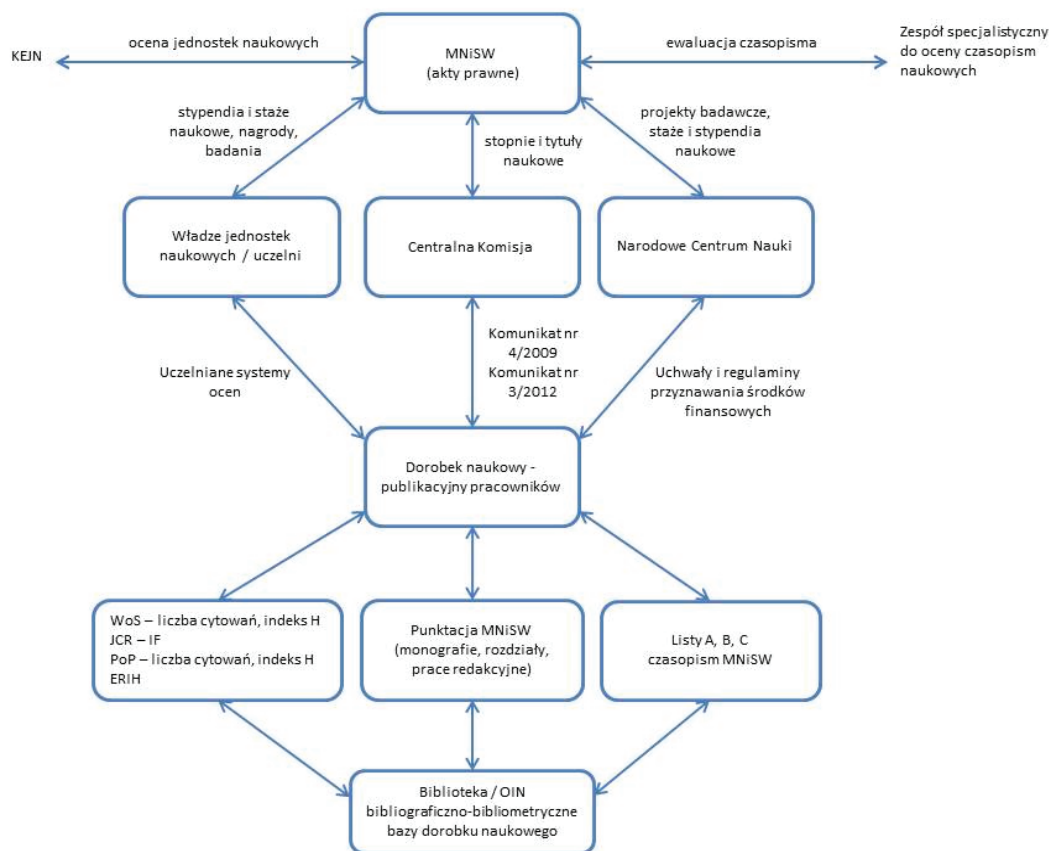 KEJN
ocena jednostek naukowych
MNiSW
(akty prawne)
ewaluacja czasopisma
Zespół specjalistyczny
do oceny czasopism
naukowych
stypendia i staże
naukowe, nagrody,
badania
stopnie i tytuły
naukowe
projekty badawcze,
staże i stypendia
naukowe
Władze jednostek
naukowych / uczelni
Centralna Komisja
Narodowe Centrum Nauki
Uczelniane systemy
ocen
Komunikat nr
4/2009
Komunikat nr
3/2012
Uchwały i regulaminy
przyznawania środków
finansowych
Dorobek naukowy -
publikacyjny pracowników
WoS – liczba cytowań, indeks H
JCR – IF
PoP – liczba cytowań, indeks H
ERIH
Punktacja MNiSW
(monografie, rozdziały,
prace redakcyjne)
Listy A, B, C
czasopism MNiSW
Biblioteka / OIN
bibliograficzno-bibliometryczne
bazy dorobku naukowego